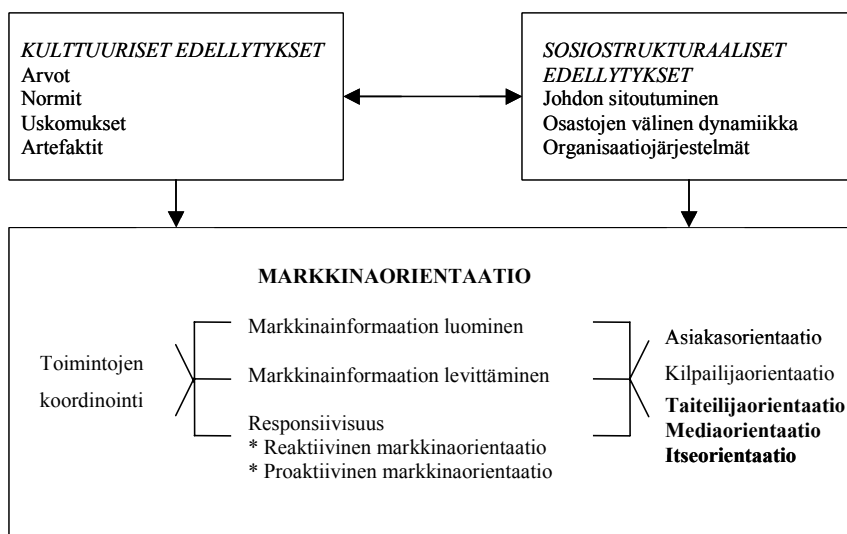 KULTTUURISET EDELLYTYKSET
Arvot
Normit
Uskomukset
Artefaktit
SOSIOSTRUKTURAALISET
EDELLYTYKSET
Johdon sitoutuminen
Osastojen välinen dynamiikka
Organisaatiojärjestelmät
MARKKINAORIENTAATIO
Toimintojen
koordinointi
Markkinainformaation luominen
Markkinainformaation levittäminen
Responsiivisuus
* Reaktiivinen markkinaorientaatio
* Proaktiivinen markkinaorientaatio
Asiakasorientaatio
Kilpailijaorientaatio
Taiteilijaorientaatio
Mediaorientaatio
Itseorientaatio